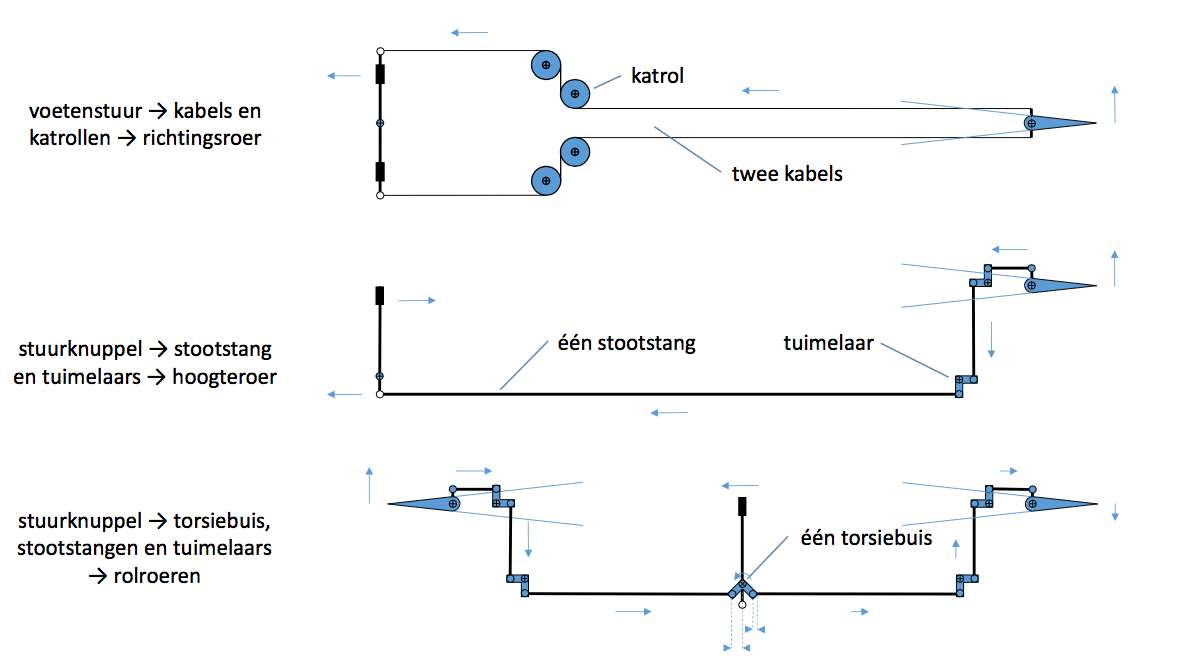 katrol
voetenstuur → kabels en
katrollen → richtingsroer
twee kabels
één stootstang
tuimelaar
stuurknuppel → stootstang
en tuimelaars → hoogteroer
één torsiebuis
stuurknuppel → torsiebuis,
stootstangen en tuimelaars
→ rolroeren